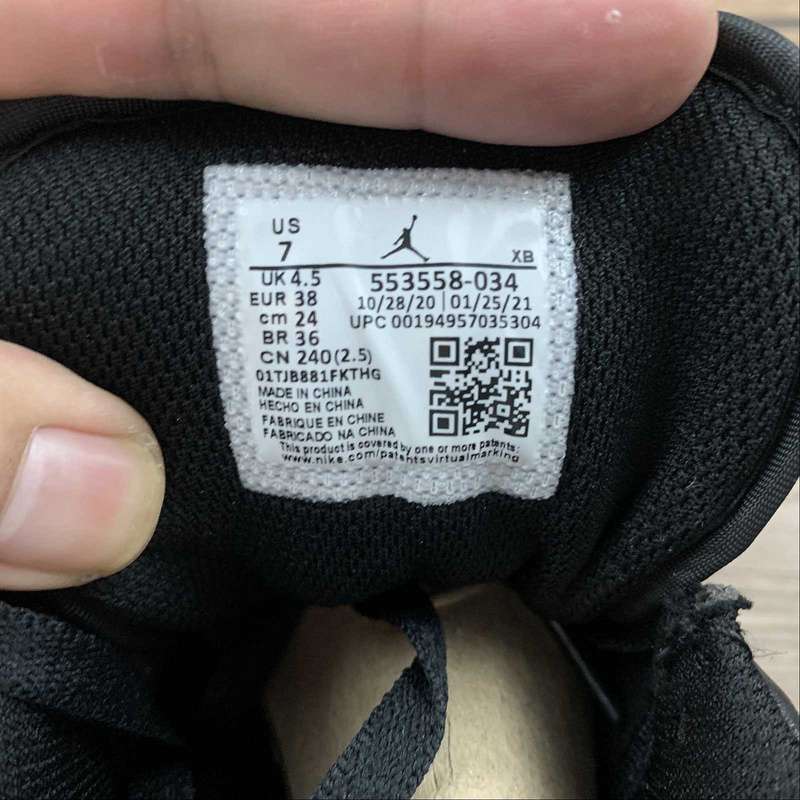 US
7
XB
UK 4.5
EUR 38
cm 24
BR 36
CN 240(2.5)
553558-034
10/28/20 | 01/25/21
UPC 00194957035304
01TJB881FKTHG
MADE IN CHINA
HECHO EN CHINA
FABRIQUE EN CHINE
FABRICADO NA CHINA
This product is covered by one or more patents:
www.nike.com/patentsvirtualmarking